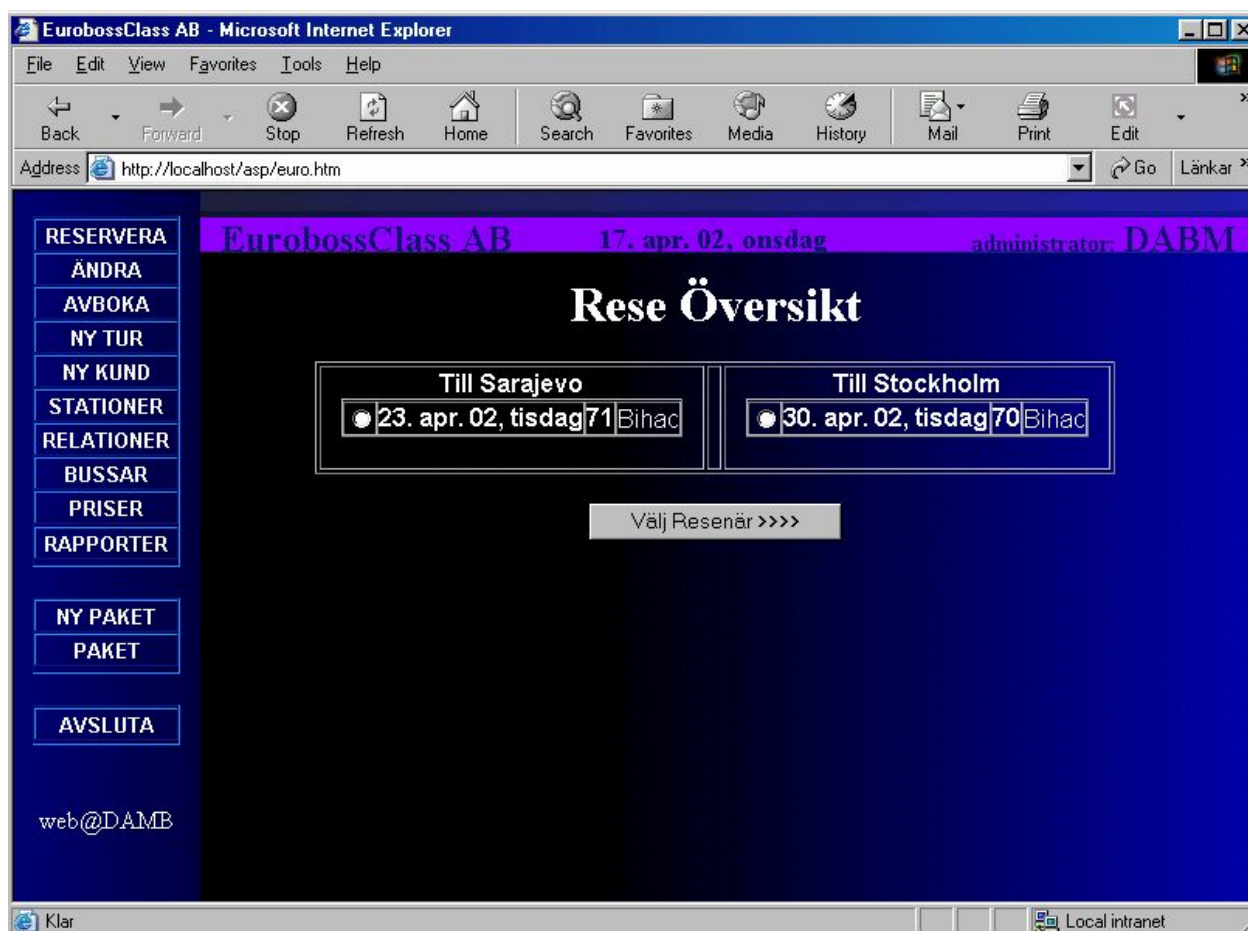 EurobossClass AB - Microsoft Internet Explorer
File Edit View Favorites Tools Help
Back Forward Stop Refresh Home Search Favorites Media History Mail Print Edit
Address http://localhost/asp/euro.htm Go Länkar
EurobossClass AB 17. apr. 02, onsdag administrator: DABM
RESERVERA
ÄNDRA
AVBOKA
NY TUR
NY KUND
STATIONER
RELATIONER
BUSSAR
PRISER
RAPPORTER
NY PAKET
PAKET
AVSLUTA
web@DAMB
Rese Översikt
Till Sarajevo Till Stockholm
23. apr. 02, tisdag 71 Bihac 30. apr. 02, tisdag 70 Bihac
Välj Resenär >>>>
Klar Local intranet